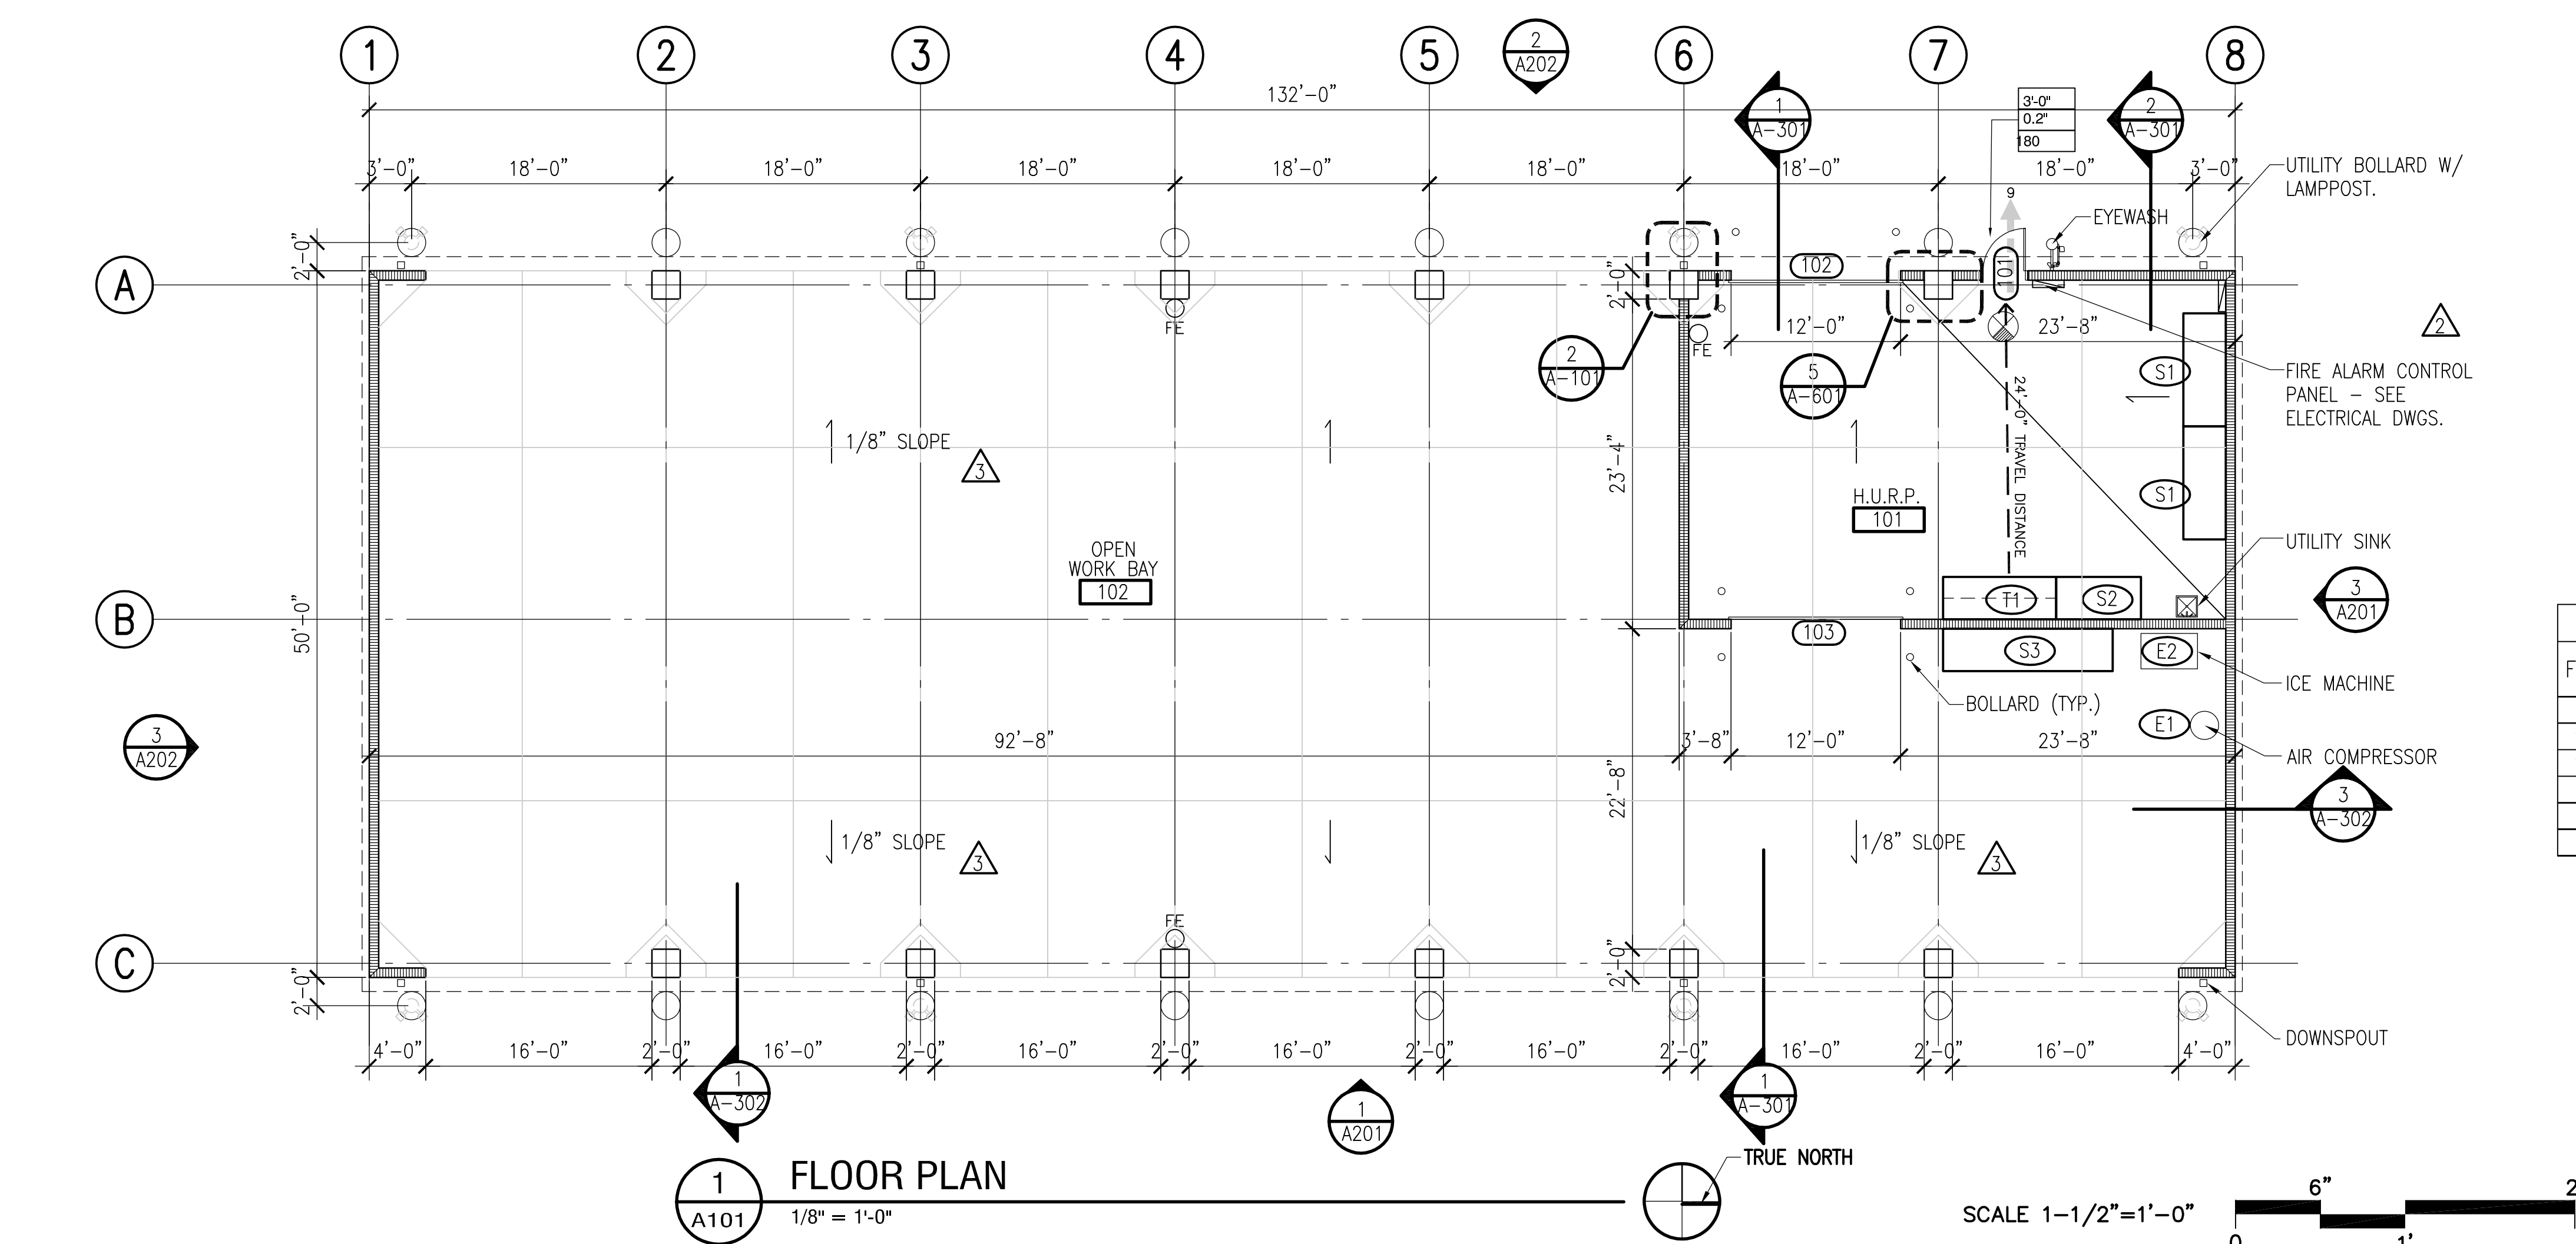 1
2
3
4
5
6
7
8
2
A202
132'-0"
1
A-301
3'-0"
0.2"
180
2
A-301
3'-0"
18'-0"
18'-0"
18'-0"
18'-0"
18'-0"
18'-0"
18'-0"
3'-0"
UTILITY BOLLARD W/
LAMPPOST.
9
EYEWASH
2'-0"
A
2'-0"
102
101
FE
FE
12'-0"
23'-8"
2
2
A-101
5
A-601
S1
FIRE ALARM CONTROL
PANEL – SEE
ELECTRICAL DWGS.
24'-0" TRAVEL DISTANCE
1/8" SLOPE
3
23'-4"
H.U.R.P.
101
S1
OPEN
WORK BAY
102
UTILITY SINK
T1
S2
3
A201
B
50'-0"
103
S3
E2
F
ICE MACHINE
BOLLARD (TYP.)
E1
3
A202
92'-8"
3'-8"
12'-0"
23'-8"
AIR COMPRESSOR
22'-8"
3
A-302
1/8" SLOPE
3
1/8" SLOPE
3
FE
C
2'-0"
2'-0"
DOWNSPOUT
4'-0"
16'-0"
2'-0"
16'-0"
2'-0"
16'-0"
2'-0"
16'-0"
2'-0"
16'-0"
2'-0"
16'-0"
2'-0"
16'-0"
4'-0"
1
A-302
1
A201
1
A-301
TRUE NORTH
1
A101
FLOOR PLAN
1/8" = 1'-0"
SCALE 1-1/2"=1'-0"
6"
2
0
1'